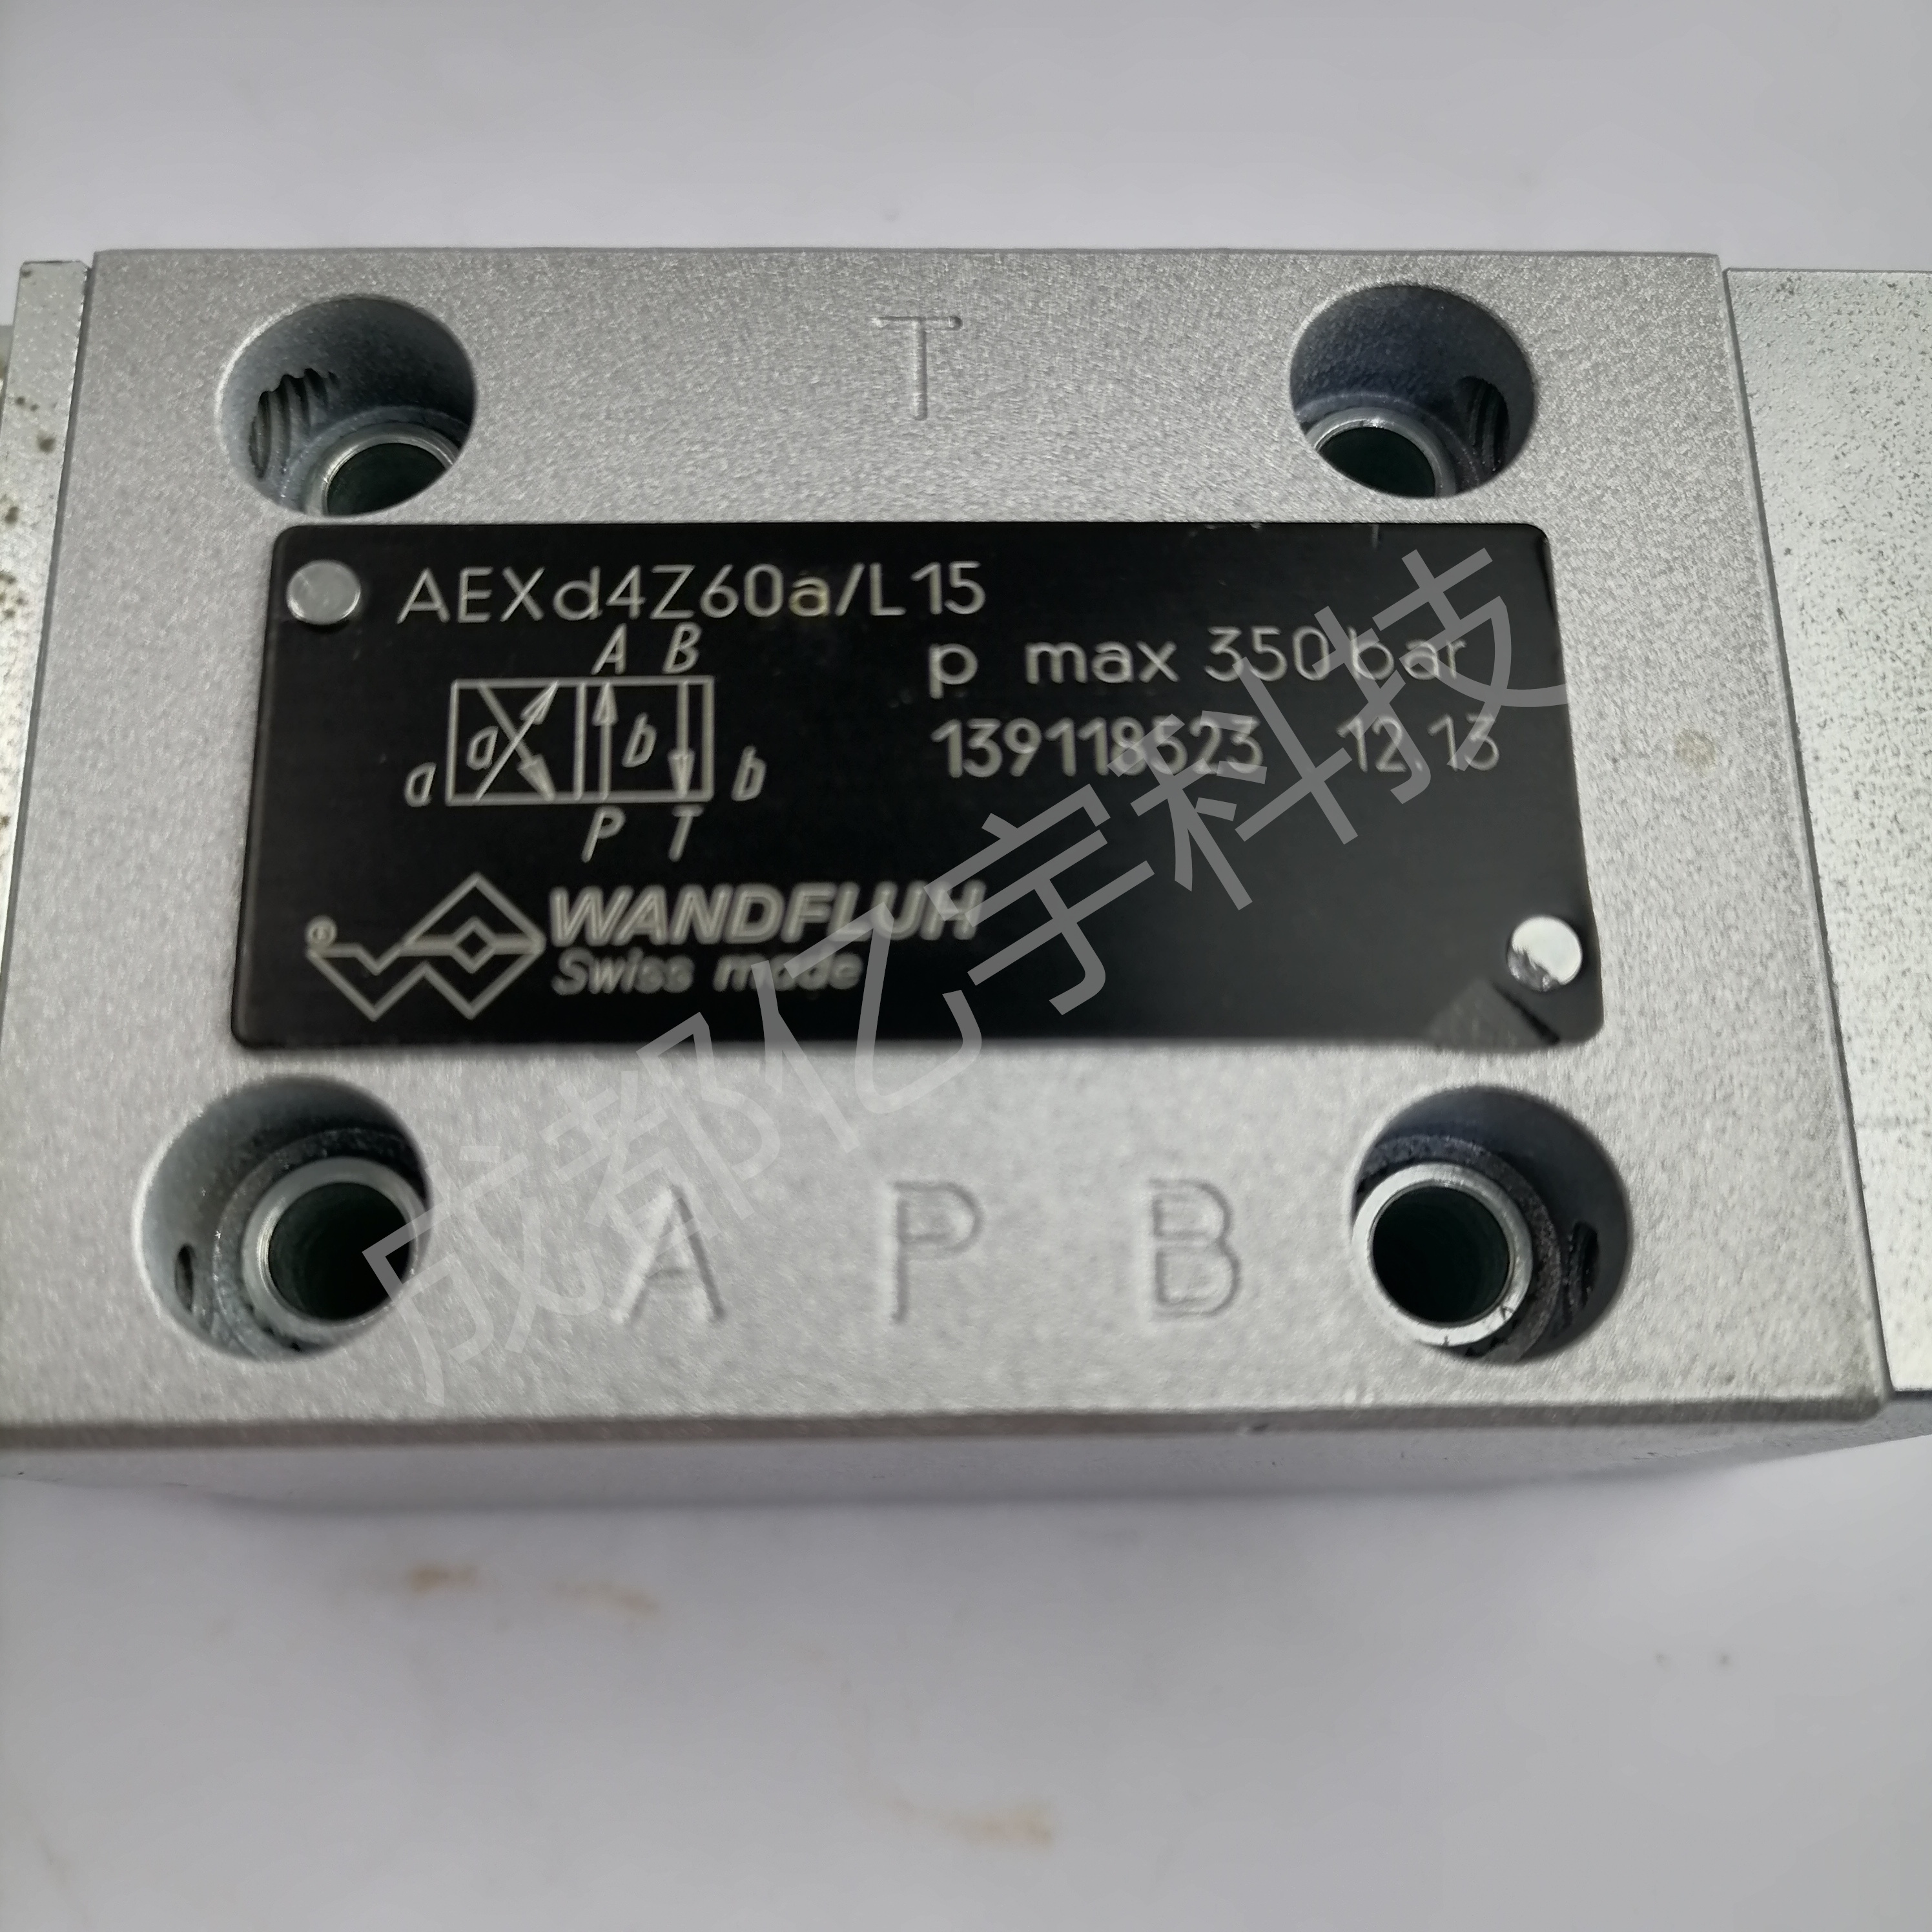 T
AEXd4Z60a/L15
A B
p max 350 bar
a a b b
139118523 12.13
P T
WANDFLUH
Swiss made
成都亿宇科技
A P B